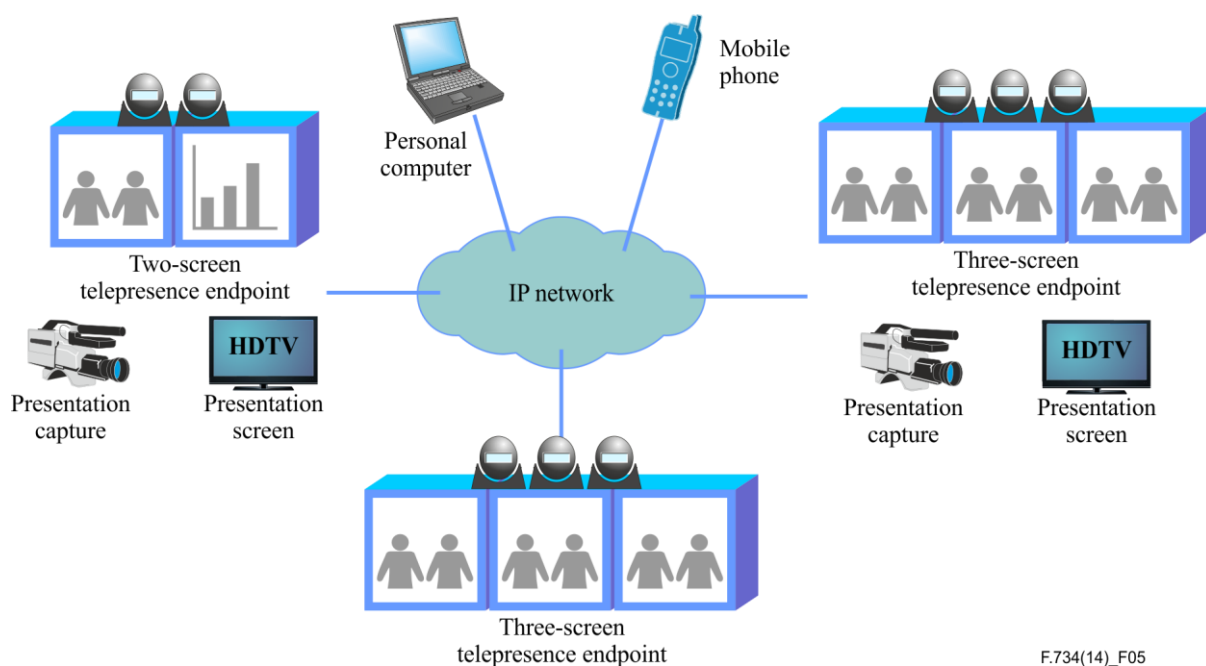 Mobile
phone
Personal
computer
Two-screen
telepresence endpoint
IP network
Three-screen
telepresence endpoint
HDTV
HDTV
Presentation
capture
Presentation
screen
Presentation
capture
Presentation
screen
Three-screen
telepresence endpoint
F.734(14)_F05